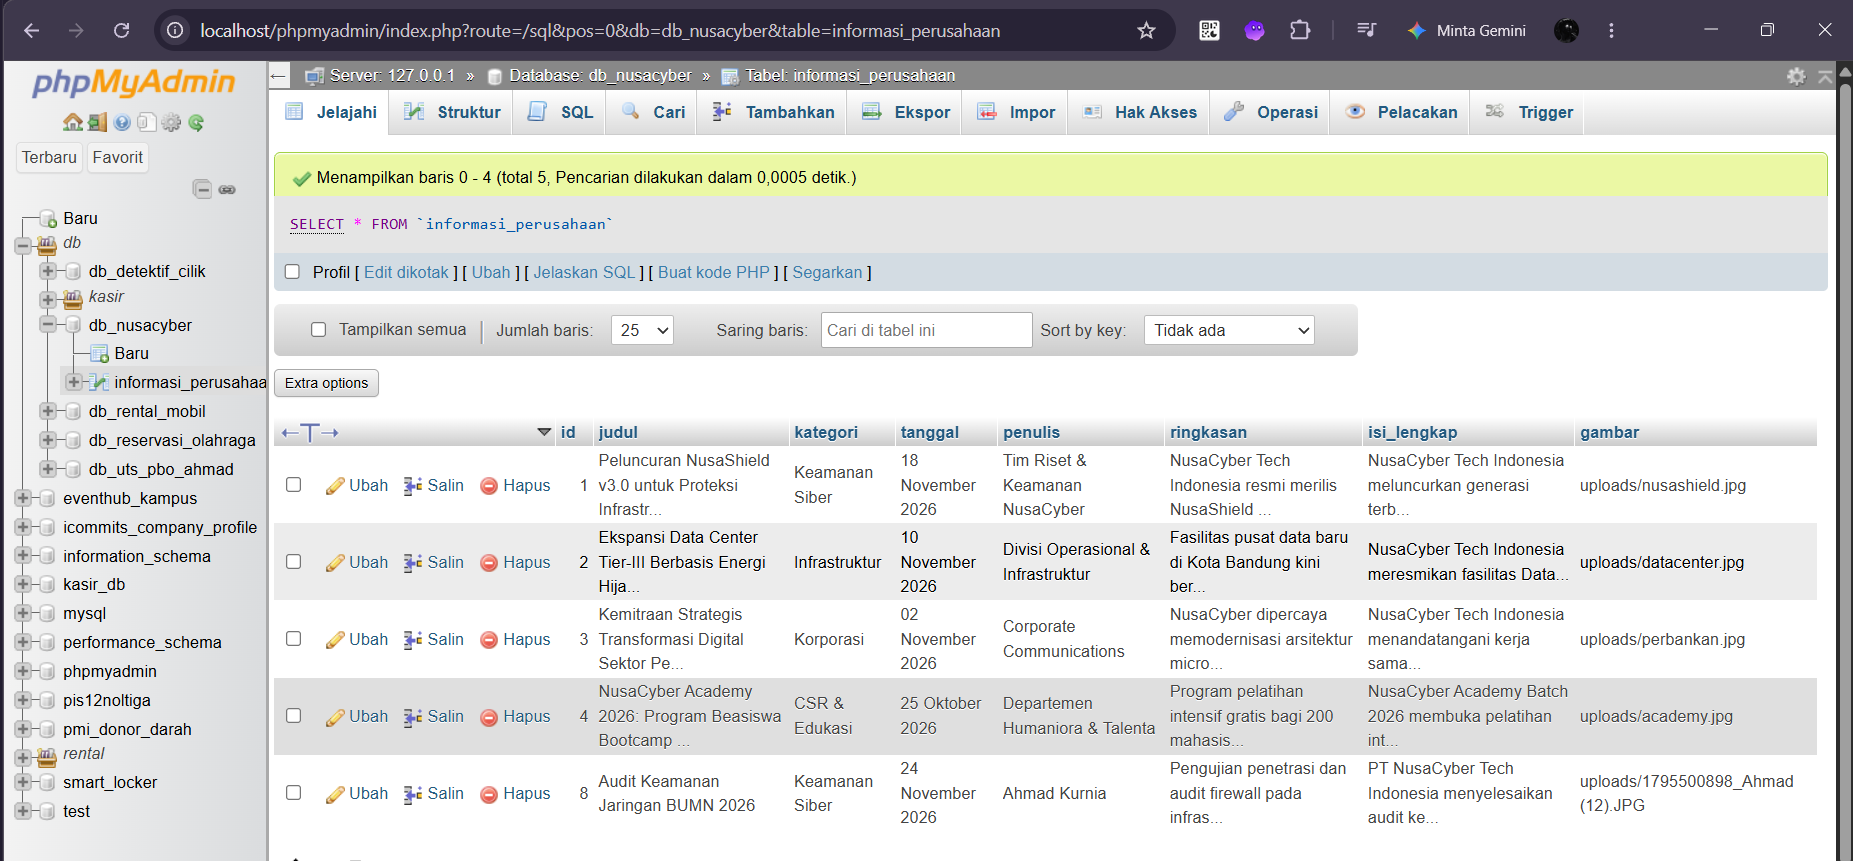 localhost/phpmyadmin/index.php?route=/sql&pos=0&db=db_nusacyber&table=informasi_perusahaan
Minta Gemini
phpMyAdmin
Terbaru
Favorit
Baru
db
db_detektif_cilik
kasir
db_nusacyber
Baru
informasi_perusahaa
db_rental_mobil
db_reservasi_olahraga
db_uts_pbo_ahmad
eventhub_kampus
icommits_company_profile
information_schema
kasir_db
mysql
performance_schema
phpmyadmin
pis12noltiga
pmi_donor_darah
rental
smart_locker
test
Server: 127.0.0.1 » Database: db_nusacyber » Tabel: informasi_perusahaan
Jelajahi Struktur SQL Cari Tambahkan Ekspor Impor Hak Akses Operasi Pelacakan Trigger
Menampilkan baris 0 - 4 (total 5, Pencarian dilakukan dalam 0,0005 detik.)
SELECT * FROM `informasi_perusahaan`
Profil [ Edit dikotak ] [ Ubah ] [ Jelaskan SQL ] [ Buat kode PHP ] [ Segarkan ]
Tampilkan semua | Jumlah baris: 25 Saring baris: Cari di tabel ini Sort by key: Tidak ada
Extra options
←T→ id judul kategori tanggal penulis ringkasan isi_lengkap gambar
Ubah Salin Hapus
1
Peluncuran NusaShield
v3.0 untuk Proteksi
Infrastr...
Keamanan
Siber
18
November
2026
Tim Riset &
Keamanan
NusaCyber
NusaCyber Tech
Indonesia resmi merilis
NusaShield ...
NusaCyber Tech Indonesia
meluncurkan generasi
terb...
uploads/nusashield.jpg
Ubah Salin Hapus
2
Ekspansi Data Center
Tier-III Berbasis Energi
Hija...
Infrastruktur
10
November
2026
Divisi Operasional &
Infrastruktur
Fasilitas pusat data baru
di Kota Bandung kini
ber...
NusaCyber Tech Indonesia
meresmikan fasilitas Data...
uploads/datacenter.jpg
Ubah Salin Hapus
3
Kemitraan Strategis
Transformasi Digital
Sektor Pe...
Korporasi
02
November
2026
Corporate
Communications
NusaCyber dipercaya
memodernisasi arsitektur
micro...
NusaCyber Tech Indonesia
menandatangani kerja
sama...
uploads/perbankan.jpg
Ubah Salin Hapus
4
NusaCyber Academy
2026: Program Beasiswa
Bootcamp ...
CSR &
Edukasi
25 Oktober
2026
Departemen
Humaniora & Talenta
Program pelatihan
intensif gratis bagi 200
mahasis...
NusaCyber Academy Batch
2026 membuka pelatihan
int...
uploads/academy.jpg
Ubah Salin Hapus
8
Audit Keamanan
Jaringan BUMN 2026
Keamanan
Siber
24
November
2026
Ahmad Kurnia
Pengujian penetrasi dan
audit firewall pada
infras...
PT NusaCyber Tech
Indonesia menyelesaikan
audit ke...
uploads/1795500898_Ahmad
(12).JPG